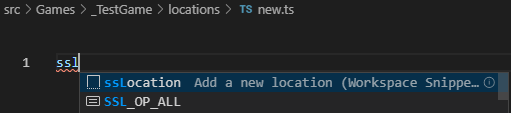 src > Games > _TestGame > locations > TS new.ts
1 ssl
ssLocation Add a new location (Workspace Snippe...
SSL_OP_ALL